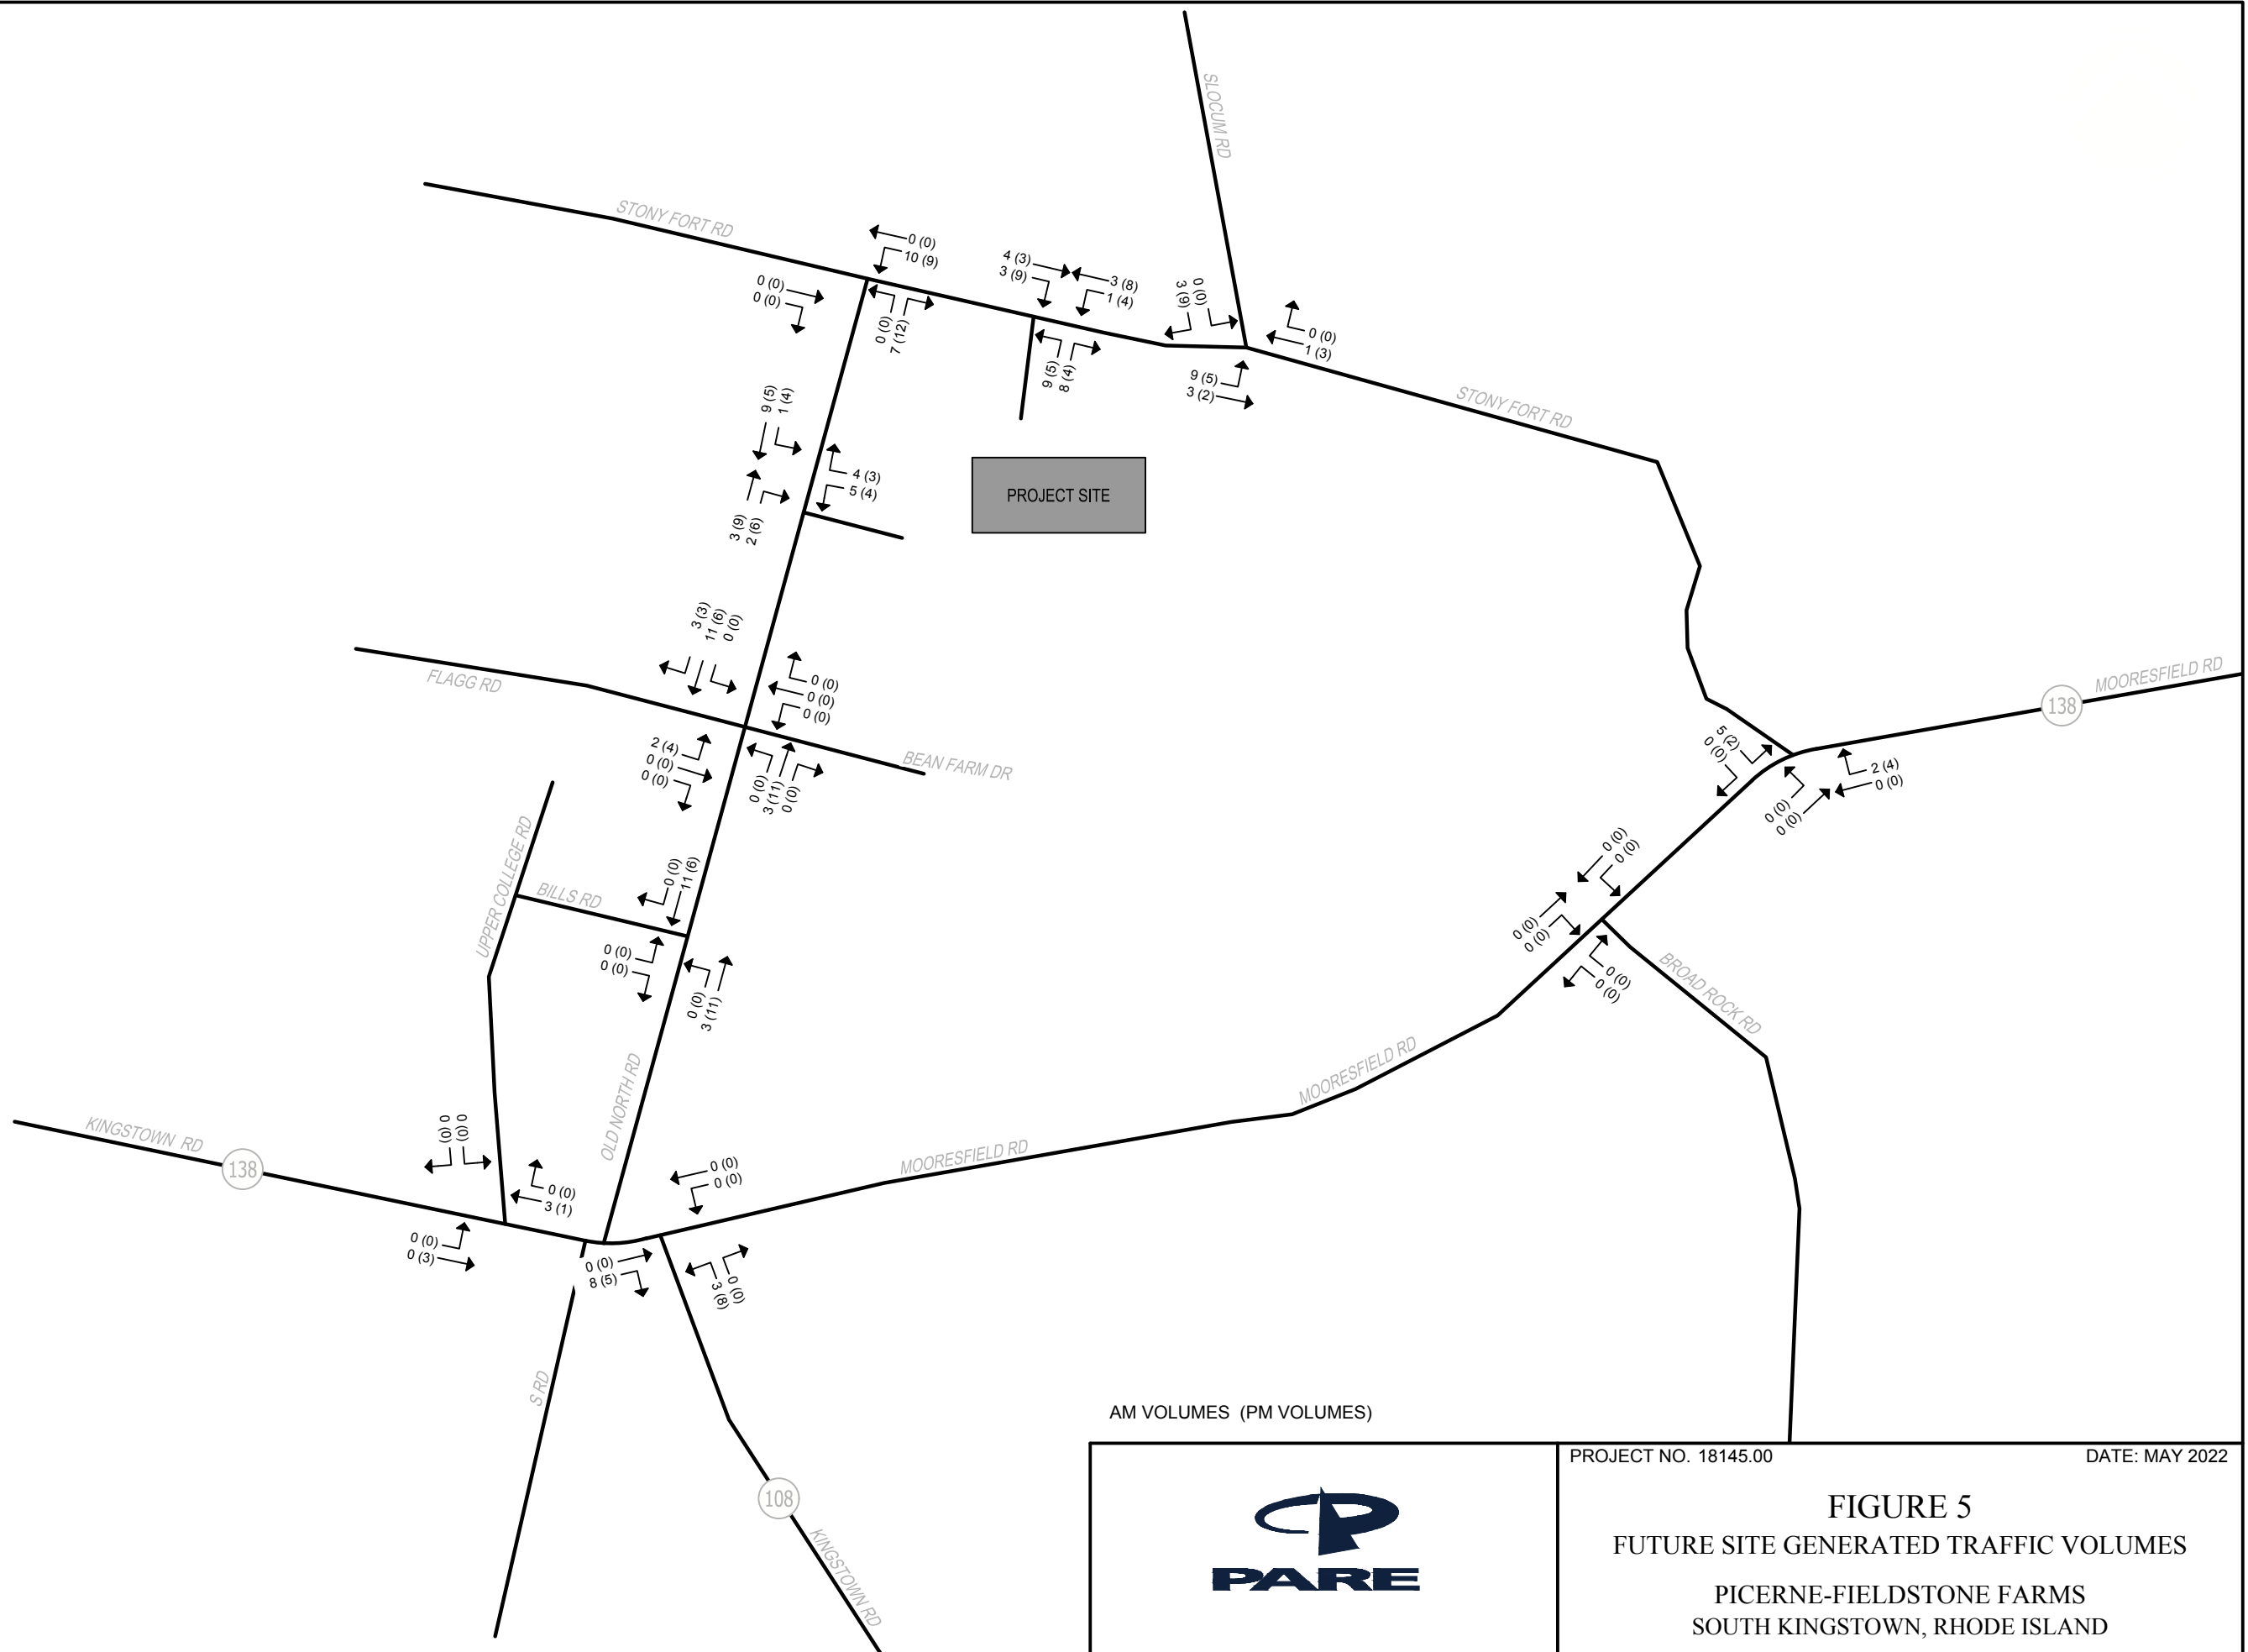 SLOCUM RD
STONY FORT RD
0 (0)
10 (9)
0 (0)
0 (0)
0 (0)
7 (12)
4 (3)
3 (9)
3 (8)
1 (4)
9 (5)
8 (4)
3 (9)
0 (0)
0 (0)
1 (3)
9 (5)
3 (2)
STONY FORT RD
9 (5)
1 (4)
4 (3)
5 (4)
3 (9)
2 (6)
PROJECT SITE
3 (3)
11 (6)
0 (0)
FLAGG RD
0 (0)
0 (0)
0 (0)
2 (4)
0 (0)
0 (0)
0 (0)
3 (11)
0 (0)
BEAN FARM DR
MOORESFIELD RD
138
5 (2)
0 (0)
2 (4)
0 (0)
0 (0)
0 (0)
UPPER COLLEGE RD
BILLS RD
0 (0)
11 (6)
0 (0)
0 (0)
0 (0)
3 (11)
0 (0)
0 (0)
0 (0)
0 (0)
0 (0)
0 (0)
BROAD ROCK RD
MOORESFIELD RD
OLD NORTH RD
KINGSTOWN RD
138
0 (0)
0 (0)
0 (0)
3 (1)
0 (0)
0 (3)
0 (0)
0 (0)
MOORESFIELD RD
0 (0)
8 (5)
0 (0)
3 (8)
S RD
108
KINGSTOWN RD
AM VOLUMES (PM VOLUMES)
PARE
PROJECT NO. 18145.00
DATE: MAY 2022
FIGURE 5
FUTURE SITE GENERATED TRAFFIC VOLUMES
PICERNE-FIELDSTONE FARMS
SOUTH KINGSTOWN, RHODE ISLAND